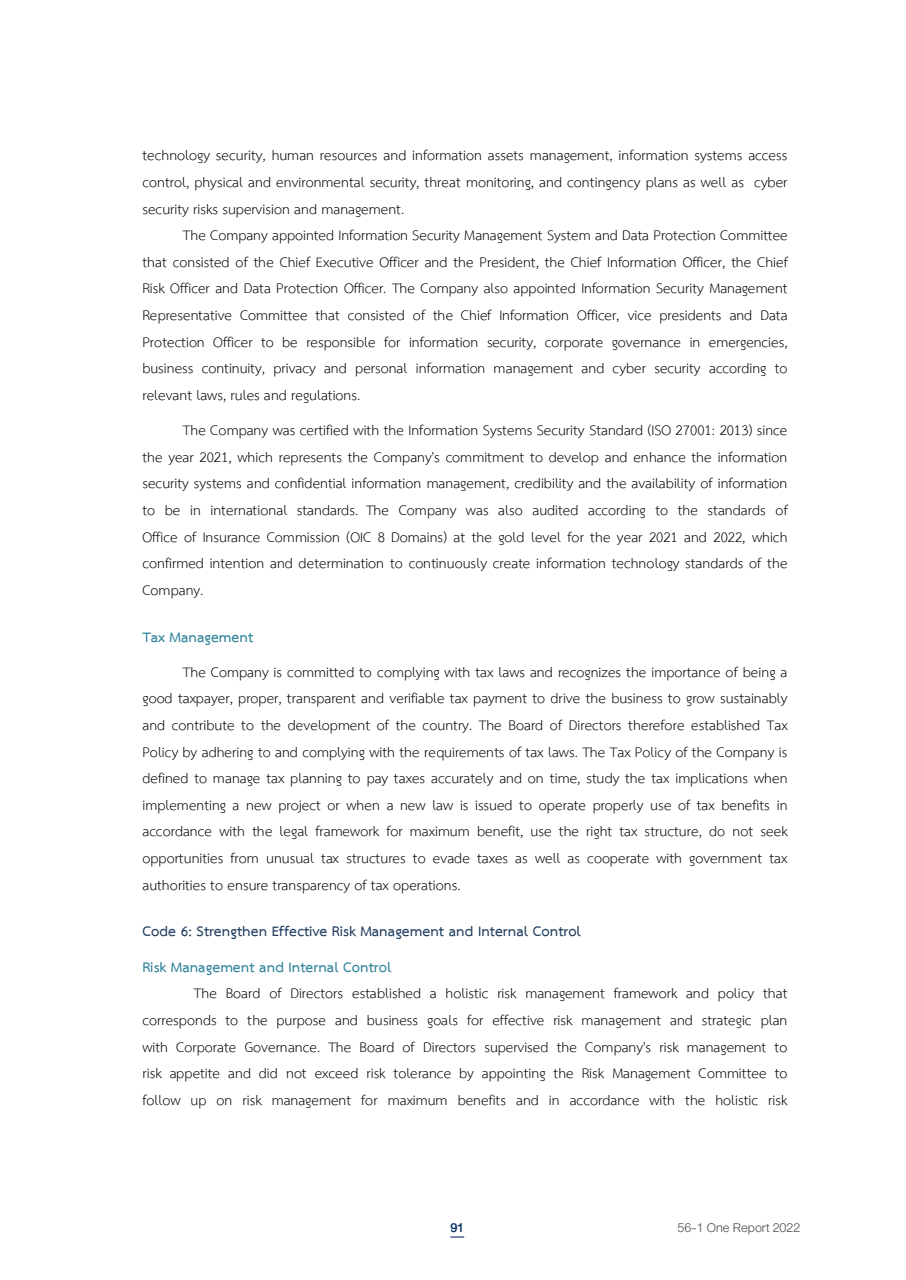 technology security, human resources and information assets management, information systems access
control, physical and environmental security, threat monitoring, and contingency plans as well as cyber
security risks supervision and management.
The Company appointed Information Security Management System and Data Protection Committee
that consisted of the Chief Executive Officer and the President, the Chief Information Officer, the Chief
Risk Officer and Data Protection Officer. The Company also appointed Information Security Management
Representative Committee that consisted of the Chief Information Officer, vice presidents and Data
Protection Officer to be responsible for information security, corporate governance in emergencies,
business continuity, privacy and personal information management and cyber security according to
relevant laws, rules and regulations.
The Company was certified with the Information Systems Security Standard (ISO 27001: 2013) since
the year 2021, which represents the Company's commitment to develop and enhance the information
security systems and confidential information management, credibility and the availability of information
to be in international standards. The Company was also audited according to the standards of
Office of Insurance Commission (OIC 8 Domains) at the gold level for the year 2021 and 2022, which
confirmed intention and determination to continuously create information technology standards of the
Company.
Tax Management
The Company is committed to complying with tax laws and recognizes the importance of being a
good taxpayer, proper, transparent and verifiable tax payment to drive the business to grow sustainably
and contribute to the development of the country. The Board of Directors therefore established Tax
Policy by adhering to and complying with the requirements of tax laws. The Tax Policy of the Company is
defined to manage tax planning to pay taxes accurately and on time, study the tax implications when
implementing a new project or when a new law is issued to operate properly use of tax benefits in
accordance with the legal framework for maximum benefit, use the right tax structure, do not seek
opportunities from unusual tax structures to evade taxes as well as cooperate with government tax
authorities to ensure transparency of tax operations.
Code 6: Strengthen Effective Risk Management and Internal Control
Risk Management and Internal Control
The Board of Directors established a holistic risk management framework and policy that
corresponds to the purpose and business goals for effective risk management and strategic plan
with Corporate Governance. The Board of Directors supervised the Company's risk management to
risk appetite and did not exceed risk tolerance by appointing the Risk Management Committee to
follow up on risk management for maximum benefits and in accordance with the holistic risk
91
56-1 One Report 2022